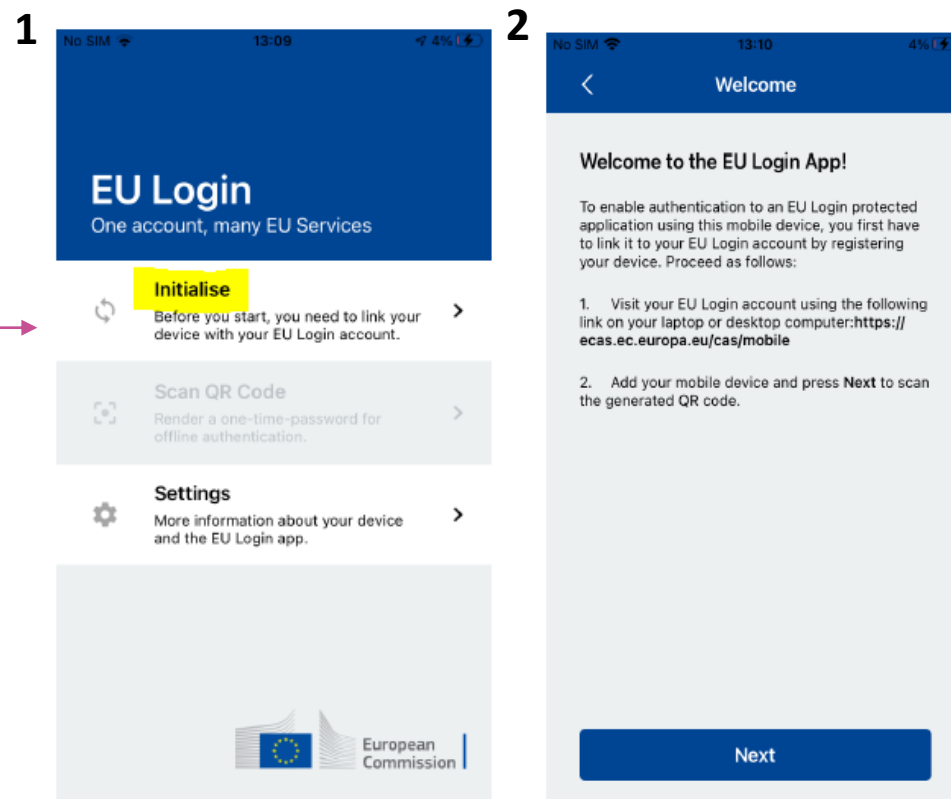 1
No SIM 13:09 4%
EU Login
One account, many EU Services
Initialise
Before you start, you need to link your
device with your EU Login account.
Scan QR Code
Render a one-time-password for
offline authentication.
Settings
More information about your device
and the EU Login app.
European
Commission
2
No SIM 13:10 4%
Welcome
Welcome to the EU Login App!
To enable authentication to an EU Login protected
application using this mobile device, you first have
to link it to your EU Login account by registering
your device. Proceed as follows:
1. Visit your EU Login account using the following
link on your laptop or desktop computer:https://
ecas.ec.europa.eu/cas/mobile
2. Add your mobile device and press Next to scan
the generated QR code.
Next